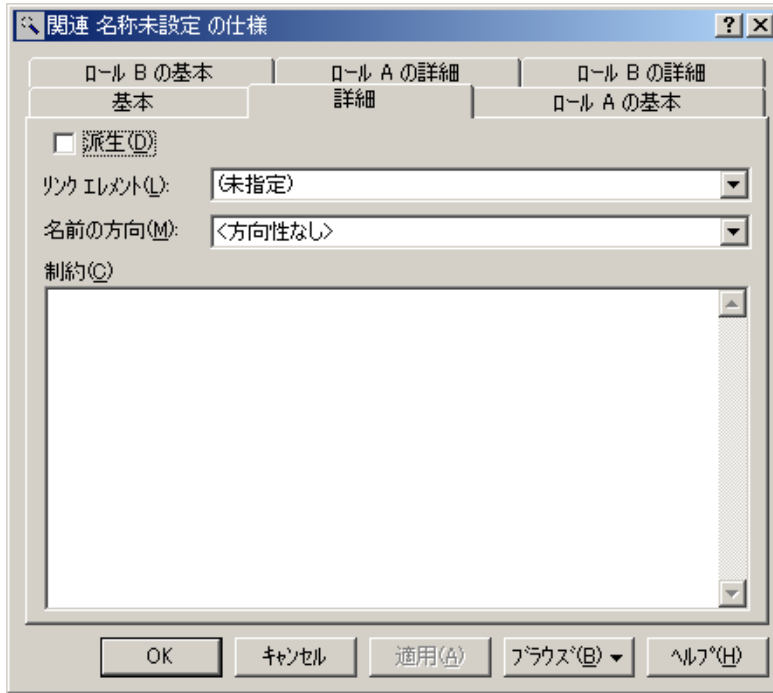 関連 名称未設定 の仕様
ロール B の基本 ロール A の詳細 ロール B の詳細
基本 詳細 ロール A の基本
派生(D)
リンク エレメント(L): (未指定)
名前の方向(M): <方向性なし>
制約(C)
OK キャンセル 適用(A) ブラウズ(B) ヘルプ(H)